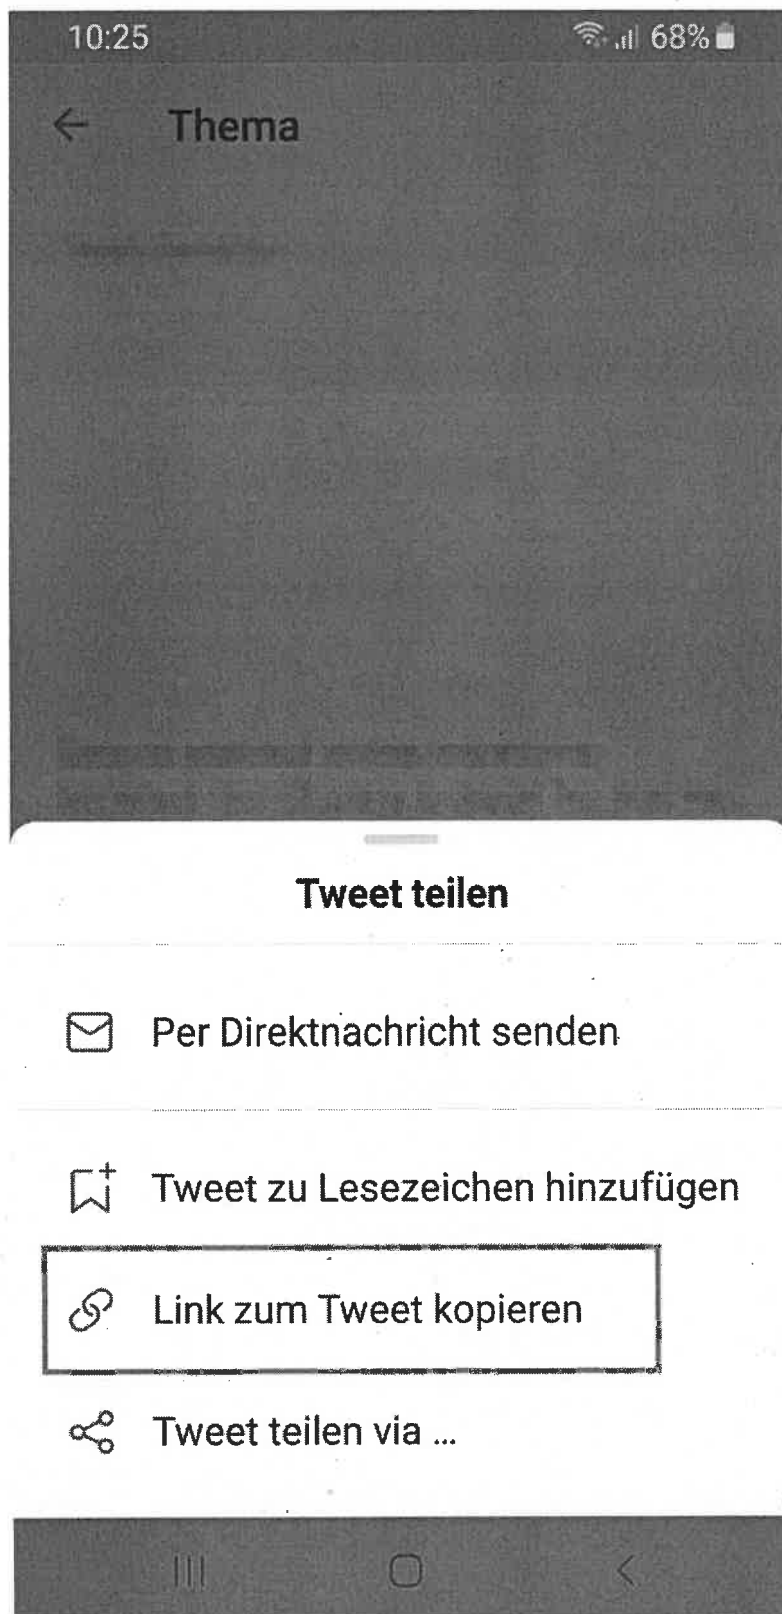 10:25
68%
Thema
Tweet teilen
Per Direktnachricht senden
Tweet zu Lesezeichen hinzufügen
Link zum Tweet kopieren
Tweet teilen via ...